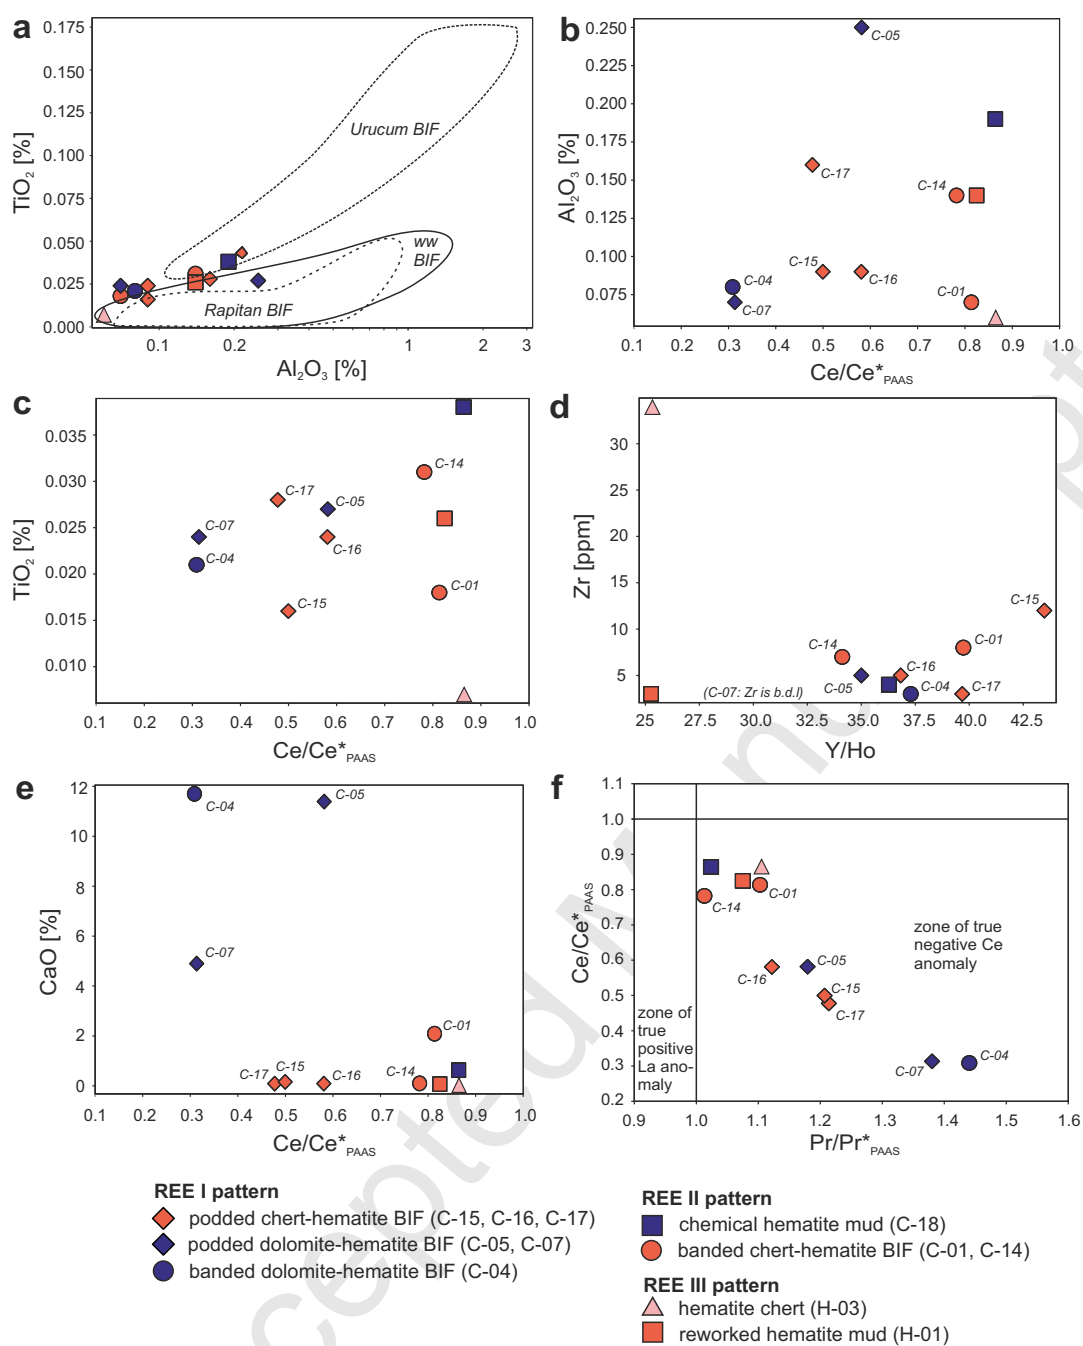 a
TiO2 [%]
0.175
0.150
0.125
0.100
0.075
0.050
0.025
0.000
Urucum BIF
ww
BIF
Rapitan BIF
0.1
0.2
1
2
3
Al2O3 [%]
b
Al2O3 [%]
0.250
0.225
0.200
0.175
0.150
0.125
0.100
0.075
C-05
C-17
C-14
C-15
C-16
C-04
C-07
C-01
0.1 0.2 0.3 0.4 0.5 0.6 0.7 0.8 0.9 1.0
Ce/Ce*PAAS
c
TiO2 [%]
0.035
0.030
0.025
0.020
0.015
0.010
C-14
C-17
C-05
C-07
C-16
C-04
C-01
C-15
0.1 0.2 0.3 0.4 0.5 0.6 0.7 0.8 0.9 1.0
Ce/Ce*PAAS
d
Zr [ppm]
30
25
20
15
10
5
C-15
C-14
C-01
C-16
C-05
C-04
C-17
(C-07: Zr is b.d.l)
25 27.5 30.0 32.5 35.0 37.5 40.0 42.5
Y/Ho
e
CaO [%]
12
10
8
6
4
2
0
C-04
C-05
C-07
C-01
C-17
C-15
C-16
C-14
0.1 0.2 0.3 0.4 0.5 0.6 0.7 0.8 0.9 1.0
Ce/Ce*PAAS
f
Ce/Ce*PAAS
1.1
1.0
0.9
0.8
0.7
0.6
0.5
0.4
0.3
0.2
C-14
C-01
zone of true
negative Ce
anomaly
C-16
C-05
C-15
C-17
zone of
true
positive
La ano-
maly
C-07
C-04
0.9 1.0 1.1 1.2 1.3 1.4 1.5 1.6
Pr/Pr*PAAS
REE I pattern
podded chert-hematite BIF (C-15, C-16, C-17)
podded dolomite-hematite BIF (C-05, C-07)
banded dolomite-hematite BIF (C-04)
REE II pattern
chemical hematite mud (C-18)
banded chert-hematite BIF (C-01, C-14)
REE III pattern
hematite chert (H-03)
reworked hematite mud (H-01)